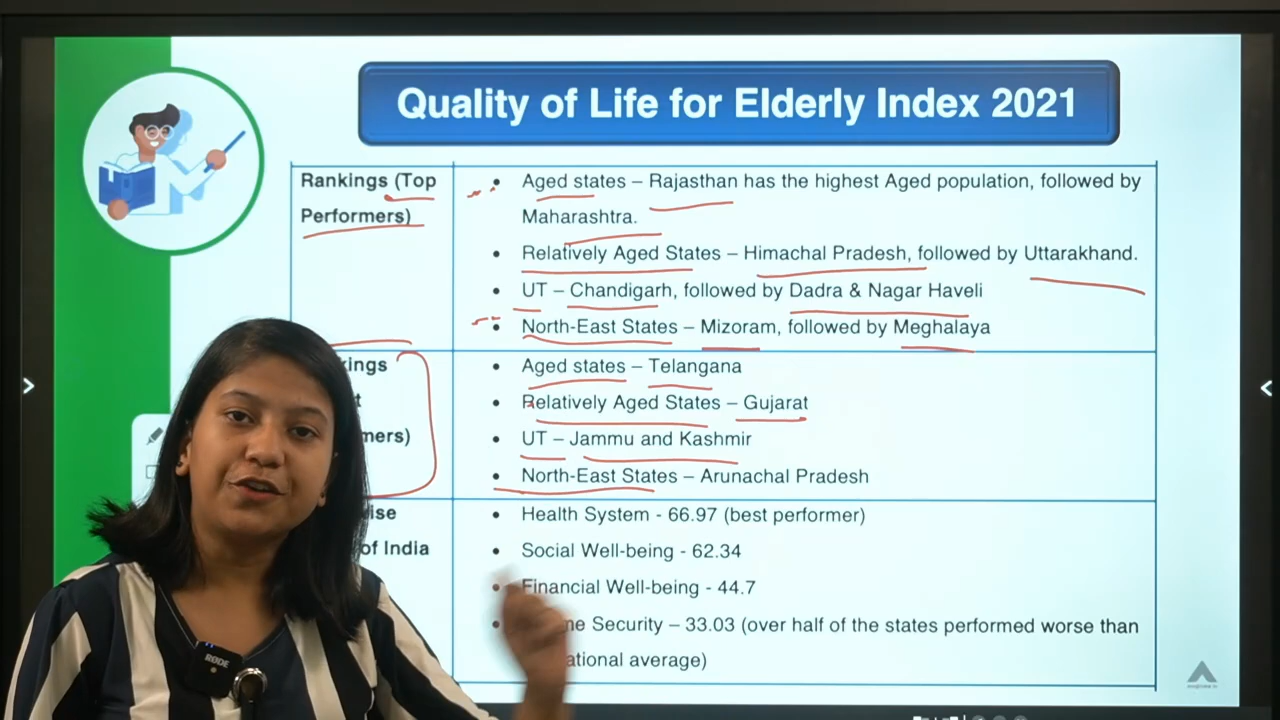 Quality of Life for Elderly Index 2021
Rankings (Top
Performers)
• Aged states – Rajasthan has the highest Aged population, followed by
Maharashtra.
• Relatively Aged States – Himachal Pradesh, followed by Uttarakhand.
• UT – Chandigarh, followed by Dadra & Nagar Haveli
• North-East States – Mizoram, followed by Meghalaya
kings
mers)
• Aged states – Telangana
• Relatively Aged States – Gujarat
• UT – Jammu and Kashmir
• North-East States – Arunachal Pradesh
ise
of India
• Health System - 66.97 (best performer)
• Social Well-being - 62.34
• Financial Well-being - 44.7
me Security – 33.03 (over half of the states performed worse than
ational average)
RØDE